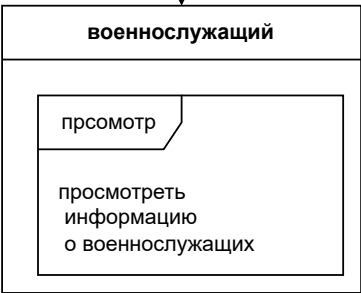 военнослужащий
прсомотр
просмотреть
информацию
о военнослужащих